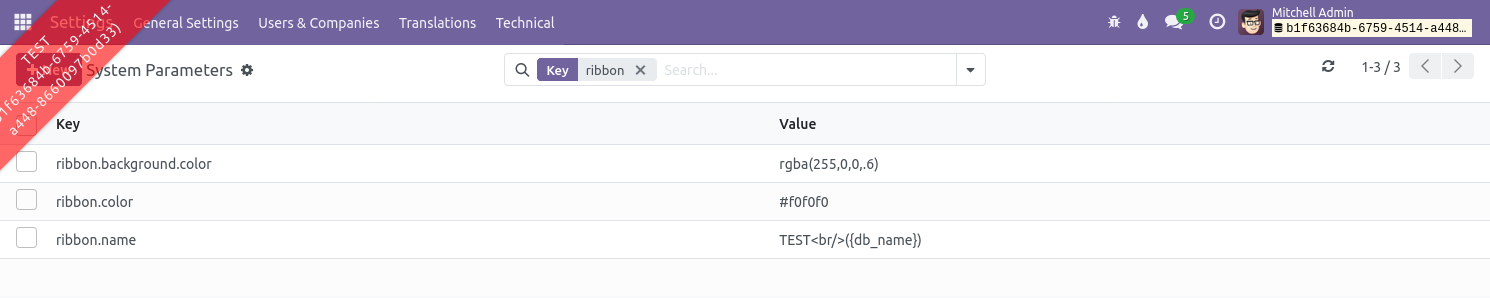 Settings General Settings Users & Companies Translations Technical
5
Mitchell Admin
b1f63684b-6759-4514-a448…
TEST
(b1f63684b-6759-4514-
a448-8660097b0d33)
New
System Parameters
Key ribbon Search...
1-3 / 3
Key Value
ribbon.background.color rgba(255,0,0,.6)
ribbon.color #f0f0f0
ribbon.name TEST<br/>({db_name})